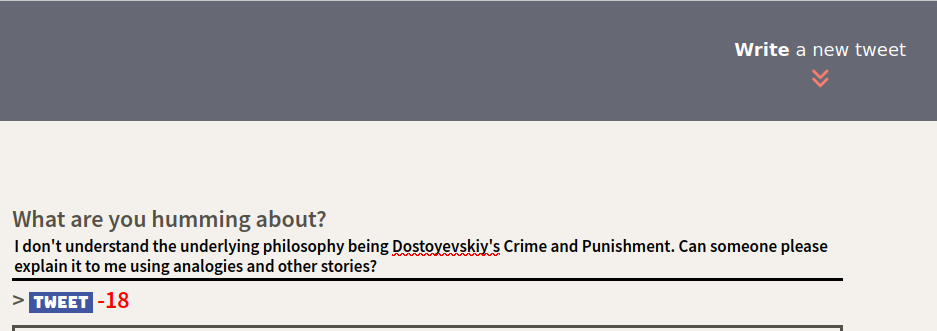 Write a new tweet
What are you humming about?
I don't understand the underlying philosophy being Dostoyevskiy's Crime and Punishment. Can someone please
explain it to me using analogies and other stories?
> TWEET -18